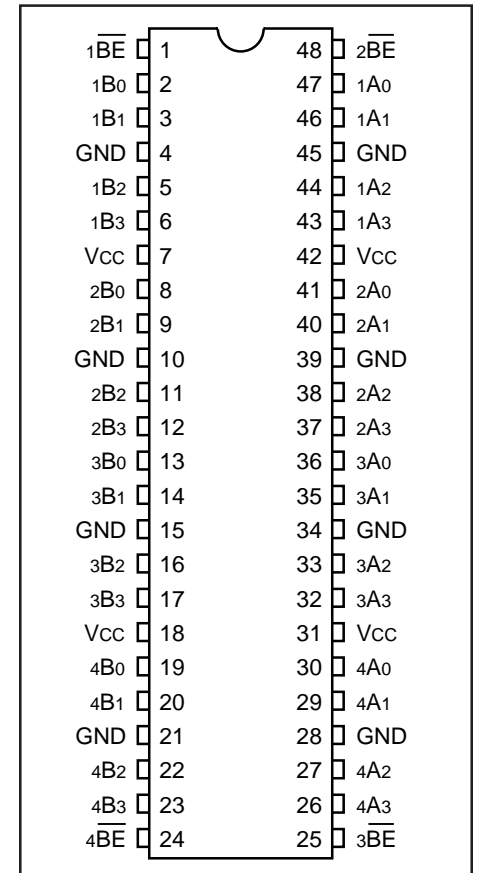 1B̅E̅ 1 48 2B̅E̅
1B0 2 47 1A0
1B1 3 46 1A1
GND 4 45 GND
1B2 5 44 1A2
1B3 6 43 1A3
VCC 7 42 VCC
2B0 8 41 2A0
2B1 9 40 2A1
GND 10 39 GND
2B2 11 38 2A2
2B3 12 37 2A3
3B0 13 36 3A0
3B1 14 35 3A1
GND 15 34 GND
3B2 16 33 3A2
3B3 17 32 3A3
VCC 18 31 VCC
4B0 19 30 4A0
4B1 20 29 4A1
GND 21 28 GND
4B2 22 27 4A2
4B3 23 26 4A3
4B̅E̅ 24 25 3B̅E̅